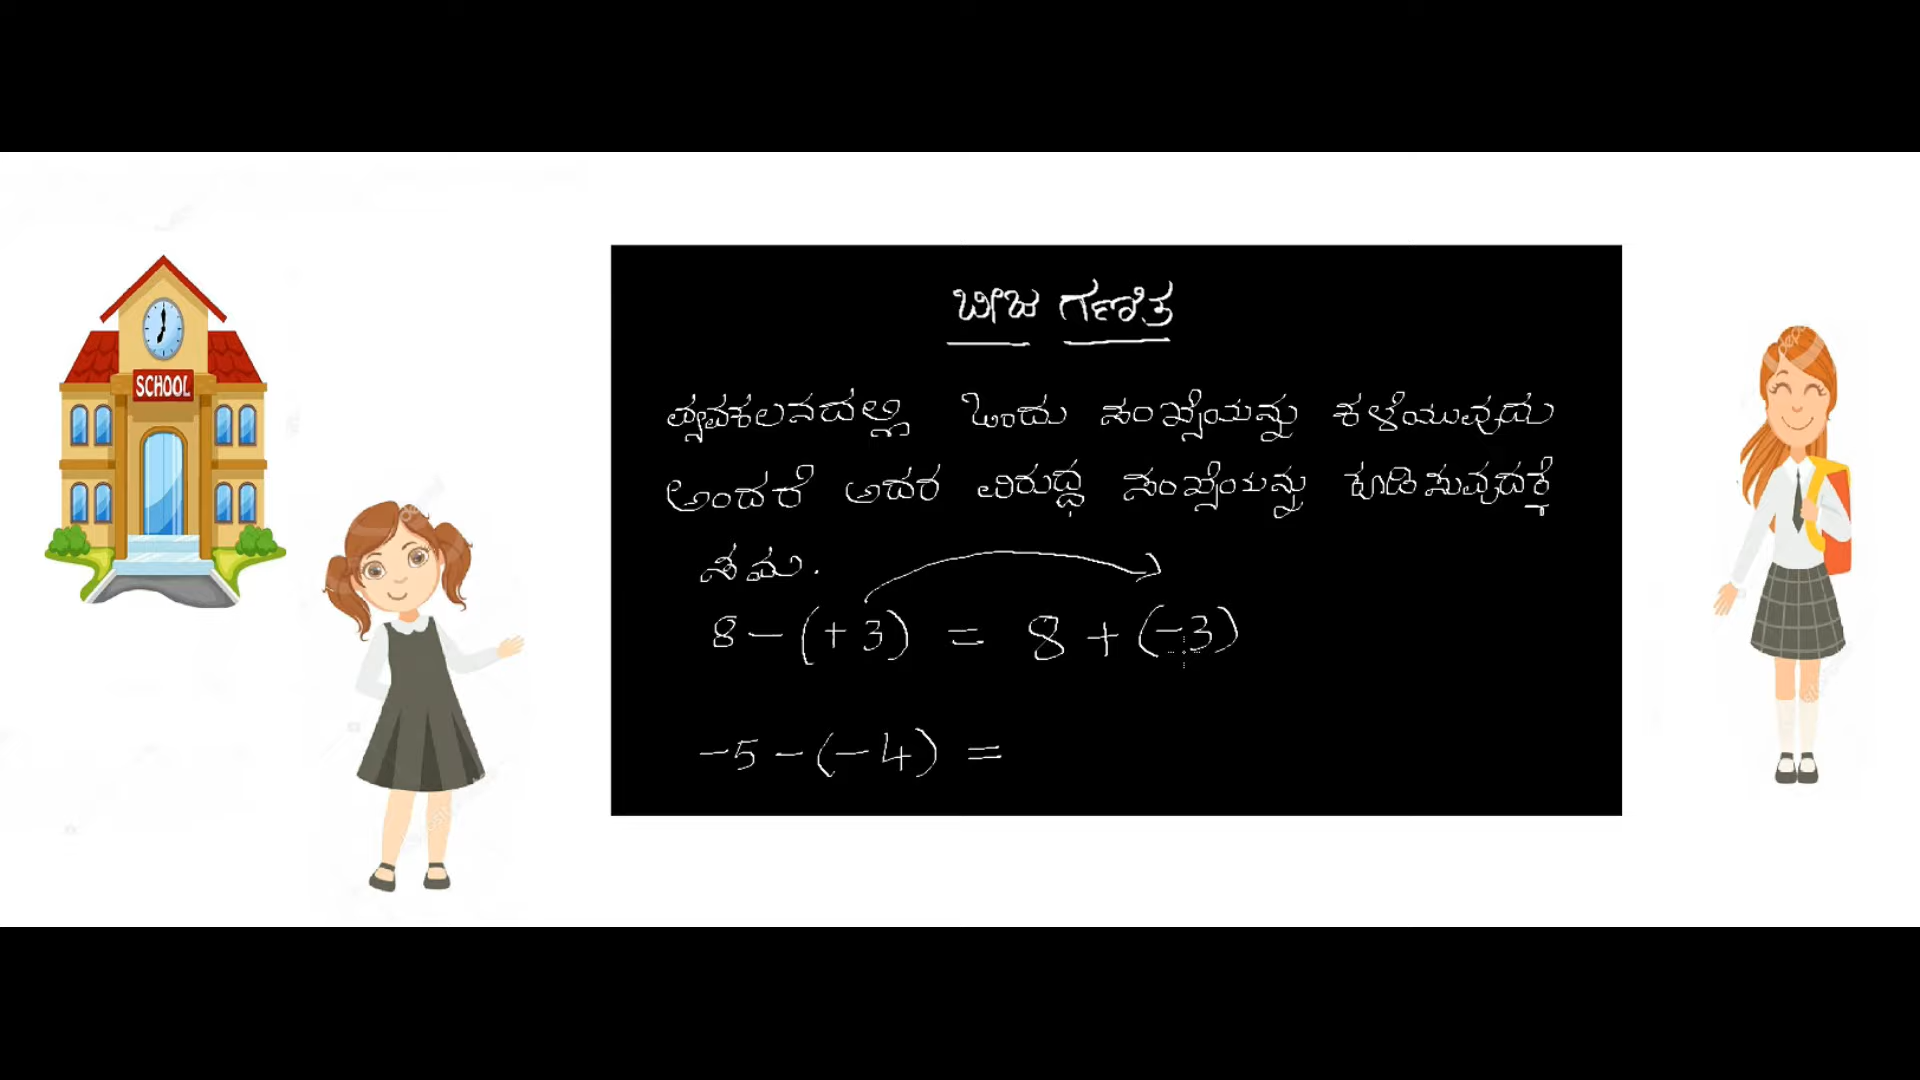 SCHOOL
ಬೀಜ ಗಣಿತ
ವ್ಯವಕಲನದಲ್ಲಿ ಒಂದು ಸಂಖ್ಯೆಯನ್ನು ಕಳೆಯುವುದು
ಅಂದರೆ ಅದರ ವಿರುದ್ಧ ಸಂಖ್ಯೆಯನ್ನು ಕೂಡಿಸುವುದಕ್ಕೆ
ಸಮ.
8 - (+3) = 8 + (-3)
-5 - (-4) =